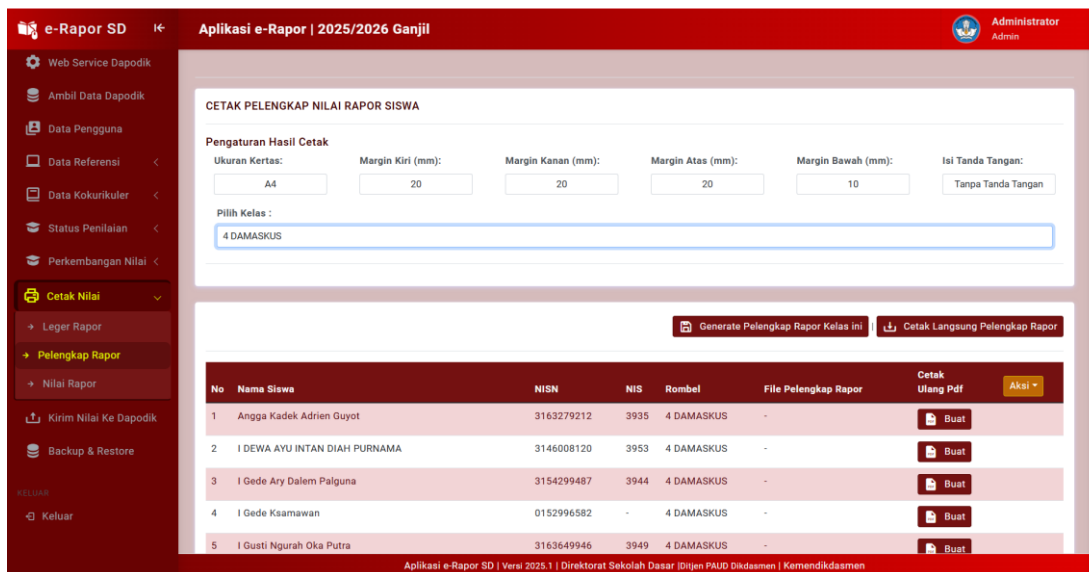 e-Rapor SD
Aplikasi e-Rapor | 2025/2026 Ganjil
Administrator
Admin
Web Service Dapodik
Ambil Data Dapodik
Data Pengguna
Data Referensi
Data Kokurikuler
Status Penilaian
Perkembangan Nilai
Cetak Nilai
Leger Rapor
Pelengkap Rapor
Nilai Rapor
Kirim Nilai Ke Dapodik
Backup & Restore
KELUAR
Keluar
CETAK PELENGKAP NILAI RAPOR SISWA
Pengaturan Hasil Cetak
Ukuran Kertas: Margin Kiri (mm): Margin Kanan (mm): Margin Atas (mm): Margin Bawah (mm): Isi Tanda Tangan:
A4 20 20 20 10 Tanpa Tanda Tangan
Pilih Kelas :
4 DAMASKUS
Generate Pelengkap Rapor Kelas ini | Cetak Langsung Pelengkap Rapor
No Nama Siswa NISN NIS Rombel File Pelengkap Rapor Cetak Ulang Pdf Aksi
1 Angga Kadek Adrien Guyot 3163279212 3935 4 DAMASKUS - Buat
2 I DEWA AYU INTAN DIAH PURNAMA 3146008120 3953 4 DAMASKUS - Buat
3 I Gede Ary Dalem Palguna 3154299487 3944 4 DAMASKUS - Buat
4 I Gede Ksamawan 0152996582 - 4 DAMASKUS - Buat
5 I Gusti Ngurah Oka Putra 3163649946 3949 4 DAMASKUS - Buat
Aplikasi e-Rapor SD | Versi 2025.1 | Direktorat Sekolah Dasar |Ditjen PAUD Dikdasmen | Kemendikdasmen